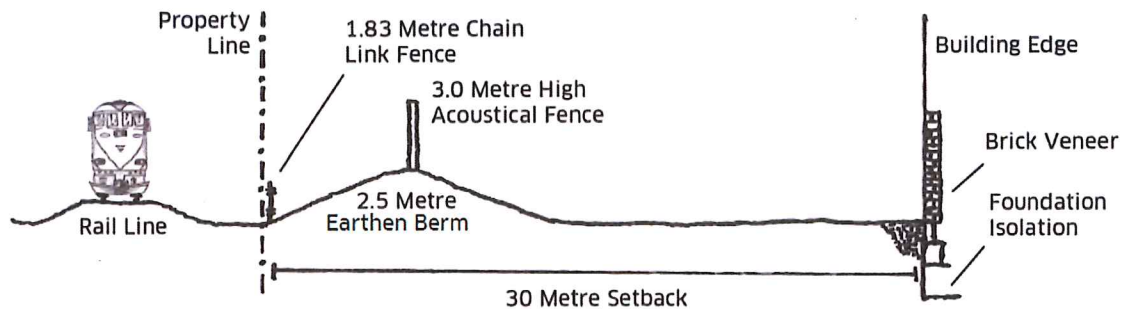 Property
Line
1.83 Metre Chain
Link Fence
3.0 Metre High
Acoustical Fence
Building Edge
Brick Veneer
Rail Line
2.5 Metre
Earthen Berm
Foundation
Isolation
30 Metre Setback